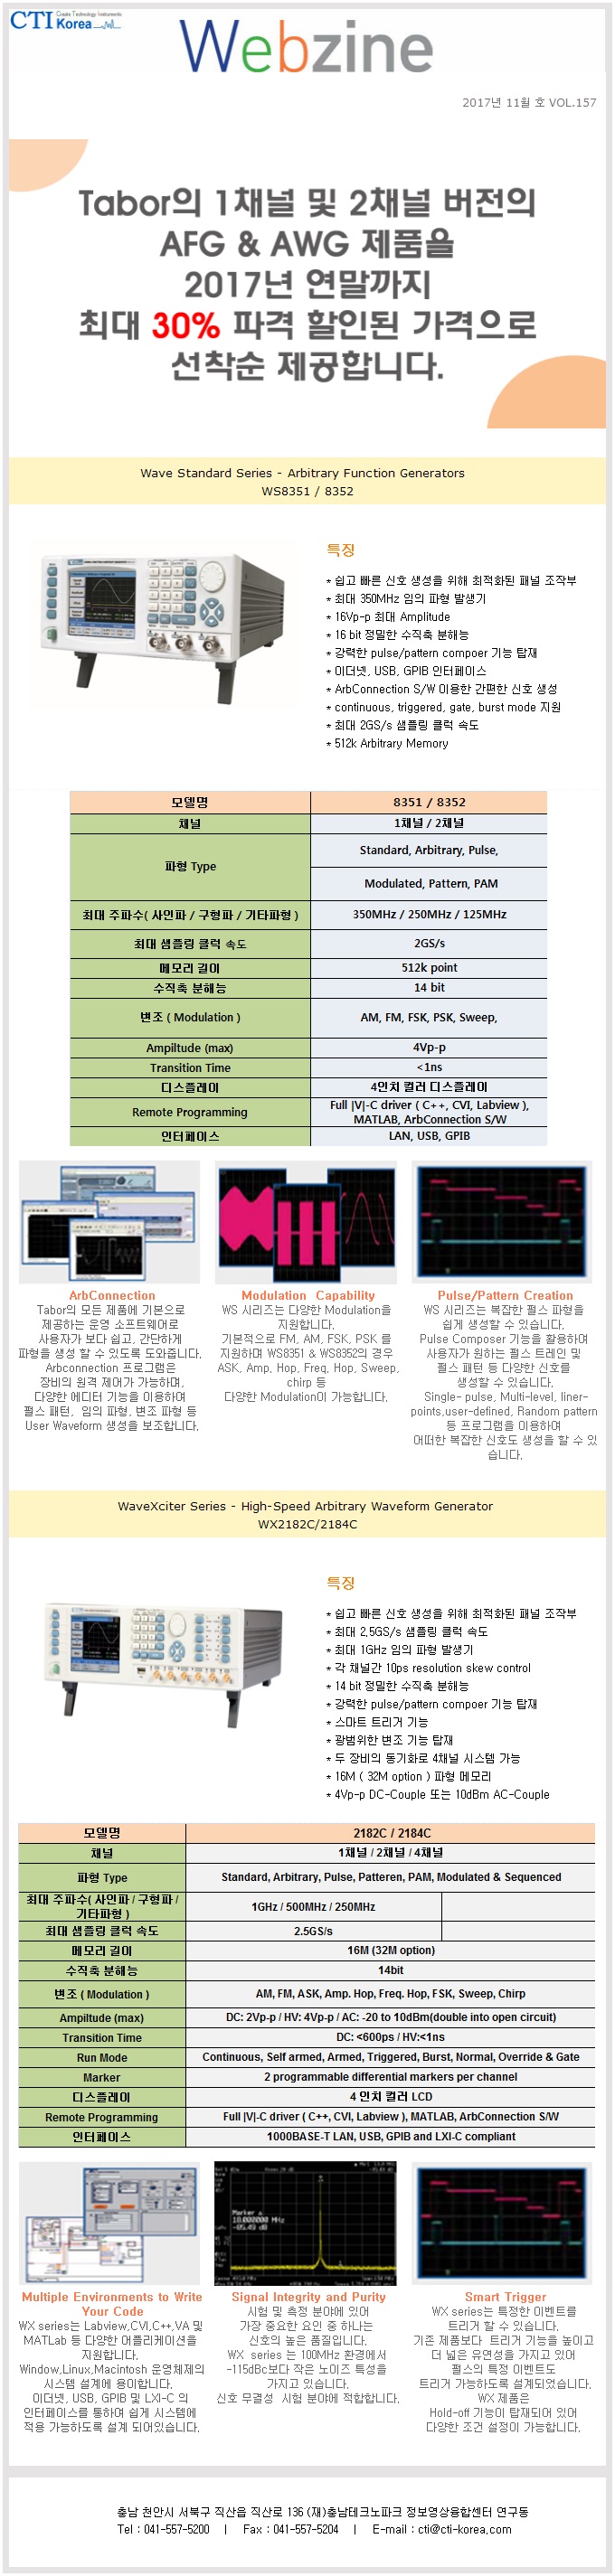 CTI Korea
Create Technology Instruments
Webzine
2017년 11월 호 VOL.157
Tabor의 1채널 및 2채널 버전의
AFG & AWG 제품을
2017년 연말까지
최대 30% 파격 할인된 가격으로
선착순 제공합니다.
Wave Standard Series - Arbitrary Function Generators
WS8351 / 8352
특징
* 쉽고 빠른 신호 생성을 위해 최적화된 패널 조작부
* 최대 350MHz 임의 파형 발생기
* 16Vp-p 최대 Amplitude
* 16 bit 정밀한 수직축 분해능
* 강력한 pulse/pattern compoer 기능 탑재
* 이더넷, USB, GPIB 인터페이스
* ArbConnection S/W 이용한 간편한 신호 생성
* continuous, triggered, gate, burst mode 지원
* 최대 2GS/s 샘플링 클럭 속도
* 512k Arbitrary Memory
모델명 8351 / 8352
채널 1채널 / 2채널
파형 Type Standard, Arbitrary, Pulse,
Modulated, Pattern, PAM
최대 주파수( 사인파 / 구형파 / 기타파형 ) 350MHz / 250MHz / 125MHz
최대 샘플링 클럭 속도 2GS/s
메모리 길이 512k point
수직축 분해능 14 bit
변조 ( Modulation ) AM, FM, FSK, PSK, Sweep,
Ampiltude (max) 4Vp-p
Transition Time <1ns
디스플레이 4인치 컬러 디스플레이
Remote Programming Full |V|-C driver ( C++, CVI, Labview ),
MATLAB, ArbConnection S/W
인터페이스 LAN, USB, GPIB
ArbConnection
Tabor의 모든 제품에 기본으로
제공하는 운영 소프트웨어로
사용자가 보다 쉽고, 간단하게
파형을 생성 할 수 있도록 도와줍니다.
Arbconnection 프로그램은
장비의 원격 제어가 가능하며,
다양한 에디터 기능을 이용하여
펄스 패턴, 임의 파형, 변조 파형 등
User Waveform 생성을 보조합니다.
Modulation Capability
WS 시리즈는 다양한 Modulation을
지원합니다.
기본적으로 FM, AM, FSK, PSK 를
지원하며 WS8351 & WS8352의 경우
ASK, Amp. Hop, Freq. Hop, Sweep,
chirp 등
다양한 Modulation이 가능합니다.
Pulse/Pattern Creation
WS 시리즈는 복잡한 펄스 파형을
쉽게 생성할 수 있습니다.
Pulse Composer 기능을 활용하여
사용자가 원하는 펄스 트레인 및
펄스 패턴 등 다양한 신호를
생성할 수 있습니다.
Single- pulse, Multi-level, liner-
points,user-defined, Random pattern
등 프로그램을 이용하여
어떠한 복잡한 신호도 생성을 할 수 있
습니다.
WaveXciter Series - High-Speed Arbitrary Waveform Generator
WX2182C/2184C
특징
* 쉽고 빠른 신호 생성을 위해 최적화된 패널 조작부
* 최대 2,5GS/s 샘플링 클럭 속도
* 최대 1GHz 임의 파형 발생기
* 각 채널간 10ps resolution skew control
* 14 bit 정밀한 수직축 분해능
* 강력한 pulse/pattern compoer 기능 탑재
* 스마트 트리거 기능
* 광범위한 변조 기능 탑재
* 두 장비의 동기화로 4채널 시스템 가능
* 16M ( 32M option ) 파형 메모리
* 4Vp-p DC-Couple 또는 10dBm AC-Couple
모델명 2182C / 2184C
채널 1채널 / 2채널 / 4채널
파형 Type Standard, Arbitrary, Pulse, Patteren, PAM, Modulated & Sequenced
최대 주파수( 사인파 / 구형파 /
기타파형 ) 1GHz / 500MHz / 250MHz
최대 샘플링 클럭 속도 2.5GS/s
메모리 길이 16M (32M option)
수직축 분해능 14bit
변조 ( Modulation ) AM, FM, ASK, Amp. Hop, Freq. Hop, FSK, Sweep, Chirp
Ampiltude (max) DC: 2Vp-p / HV: 4Vp-p / AC: -20 to 10dBm(double into open circuit)
Transition Time DC: <600ps / HV:<1ns
Run Mode Continuous, Self armed, Armed, Triggered, Burst, Normal, Override & Gate
Marker 2 programmable differential markers per channel
디스플레이 4 인치 컬러 LCD
Remote Programming Full |V|-C driver ( C++, CVI, Labview ), MATLAB, ArbConnection S/W
인터페이스 1000BASE-T LAN, USB, GPIB and LXI-C compliant
Marker
10.000000 MHz
-85.49 dBm
Multiple Environments to Write
Your Code
WX series는 Labview,CVI,C++,VA 및
MATLab 등 다양한 어플리케이션을
지원합니다.
Window,Linux,Macintosh 운영체제의
시스템 설계에 용이합니다.
이더넷, USB, GPIB 및 LXI-C 의
인터페이스를 통하여 쉽게 시스템에
적용 가능하도록 설계 되어있습니다.
Signal Integrity and Purity
시험 및 측정 분야에 있어
가장 중요한 요인 중 하나는
신호의 높은 품질입니다.
WX series 는 100MHz 환경에서
-115dBc보다 작은 노이즈 특성을
가지고 있습니다.
신호 무결성 시험 분야에 적합합니다.
Smart Trigger
WX series는 특정한 이벤트를
트리거 할 수 있습니다.
기존 제품보다 트리거 기능을 높이고
더 넓은 유연성을 가지고 있어
펄스의 특정 이벤트도
트리거 가능하도록 설계되었습니다.
WX 제품은
Hold-off 기능이 탑재되어 있어
다양한 조건 설정이 가능합니다.
충남 천안시 서북구 직산읍 직산로 136 (재)충남테크노파크 정보영상융합센터 연구동
Tel : 041-557-5200 | Fax : 041-557-5204 | E-mail : cti@cti-korea.com